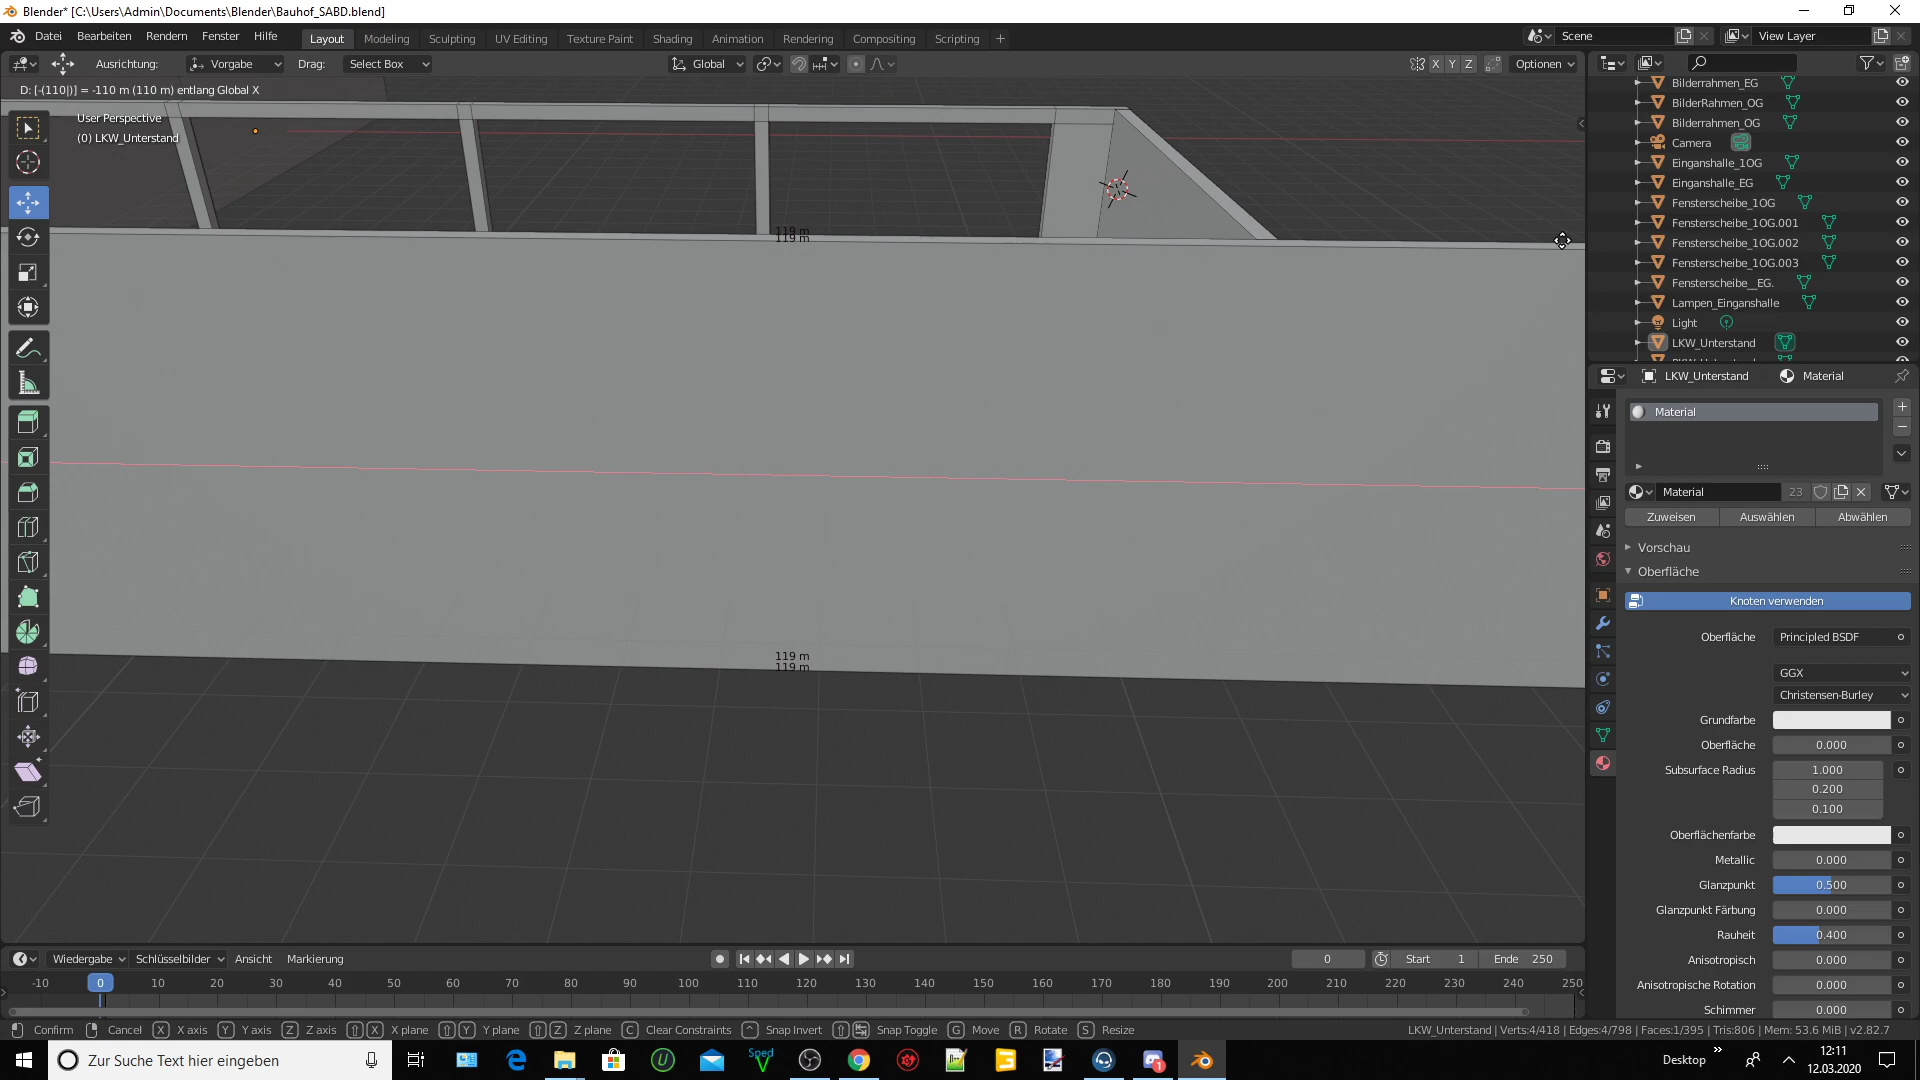 Blender* [C:\Users\Admin\Documents\Blender\Bauhof_SABD.blend]
Datei Bearbeiten Rendern Fenster Hilfe Layout Modeling Sculpting UV Editing Texture Paint Shading Animation Rendering Compositing Scripting Scene View Layer
Ausrichtung: Vorgabe Drag: Select Box Global X Y Z Optionen
D: [-(110|)] = -110 m (110 m) entlang Global X
User Perspective
(0) LKW_Unterstand
119 m
119 m
119 m
119 m
Bilderrahmen_EG
BilderRahmen_OG
Bilderrahmen_OG
Camera
Einganshalle_1OG
Einganshalle_EG
Fensterscheibe_1OG
Fensterscheibe_1OG.001
Fensterscheibe_1OG.002
Fensterscheibe_1OG.003
Fensterscheibe__EG.
Lampen_Einganshalle
Light
LKW_Unterstand
LKW_Unterstand Material
Material
Material 23
Zuweisen Auswählen Abwählen
Vorschau
Oberfläche
Knoten verwenden
Oberfläche Principled BSDF
GGX
Christensen-Burley
Grundfarbe
Oberfläche 0.000
Subsurface Radius 1.000
0.200
0.100
Oberflächenfarbe
Metallic 0.000
Glanzpunkt 0.500
Glanzpunkt Färbung 0.000
Rauheit 0.400
Anisotropisch 0.000
Anisotropische Rotation 0.000
Schimmer 0.000
Wiedergabe Schlüsselbilder Ansicht Markierung 0 Start 1 Ende 250
-10 0 10 20 30 40 50 60 70 80 90 100 110 120 130 140 150 160 170 180 190 200 210 220 230 240 250
Confirm Cancel X X axis Y Y axis Z Z axis X X plane Y Y plane Z Z plane C Clear Constraints ^ Snap Invert Snap Toggle G Move R Rotate S Resize LKW_Unterstand | Verts:4/418 | Edges:4/798 | Faces:1/395 | Tris:806 | Mem: 53.6 MiB | v2.82.7
Zur Suche Text hier eingeben Sped V 1 Desktop »
12:11
12.03.2020